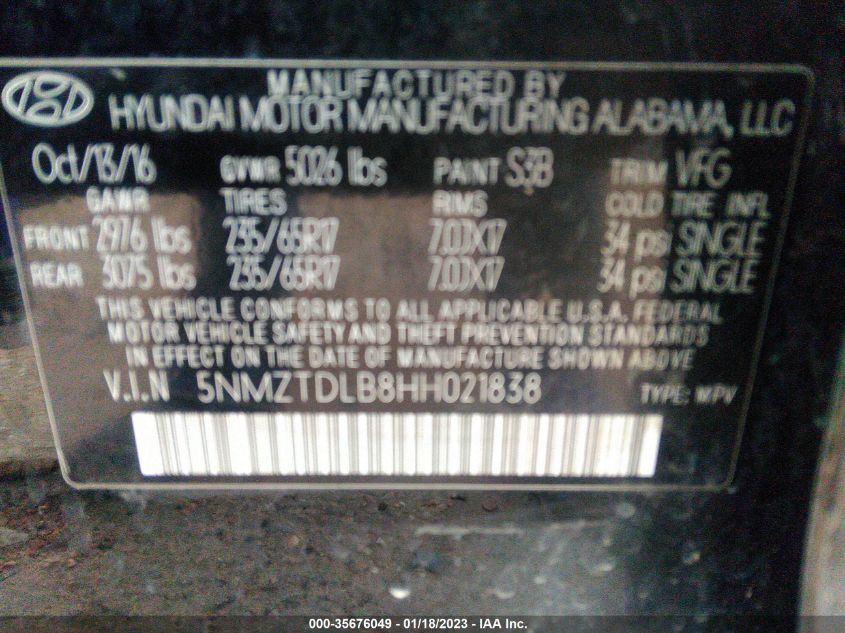 MANUFACTURED BY
HYUNDAI MOTOR MANUFACTURING ALABAMA, LLC
Oct/13/16 GVWR 5026 lbs PAINT S3B TRIM VFG
GAWR TIRES RIMS COLD TIRE INFL
FRONT 2976 lbs 235/65R17 7.0JX17 34 psi SINGLE
REAR 3075 lbs 235/65R17 7.0JX17 34 psi SINGLE
THIS VEHICLE CONFORMS TO ALL APPLICABLE U.S.A. FEDERAL
MOTOR VEHICLE SAFETY AND THEFT PREVENTION STANDARDS
IN EFFECT ON THE DATE OF MANUFACTURE SHOWN ABOVE.
V.I.N 5NMZTDLB8HH021838 TYPE: MPV
000-35676049 — 01/18/2023 — IAA Inc.